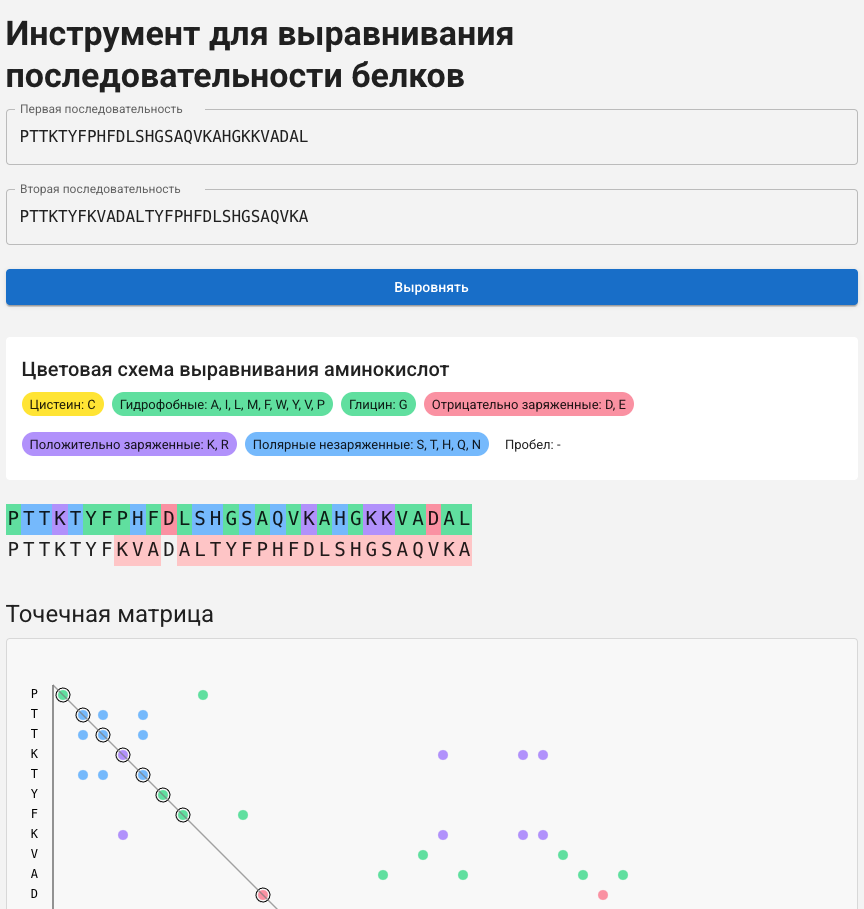 Инструмент для выравнивания
последовательности белков
Первая последовательность
PTTKTYFPHFDLSHGSAQVKAHGKKVADAL
Вторая последовательность
PTTKTYFKVADALTYFPHFDLSHGSAQVKA
Выровнять
Цветовая схема выравнивания аминокислот
Цистеин: C
Гидрофобные: A, I, L, M, F, W, Y, V, P
Глицин: G
Отрицательно заряженные: D, E
Положительно заряженные: K, R
Полярные незаряженные: S, T, H, Q, N
Пробел: -
PTTKTYFPHFDLSHGSAQVKAHGKKVADAL
PTTKTYFKVADALTYFPHFDLSHGSAQVKA
Точечная матрица
P
T
T
K
T
Y
F
K
V
A
D